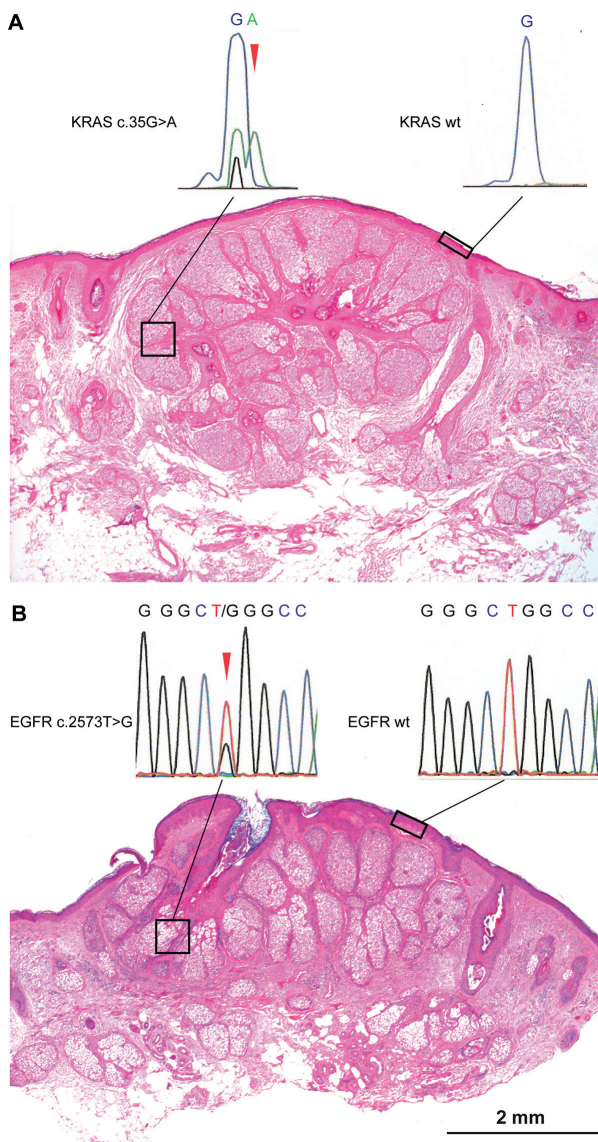 A
G A
G
KRAS c.35G>A
KRAS wt
B
G G G C T/G G G C C
G G G C T G G C C
EGFR c.2573T>G
EGFR wt
2 mm